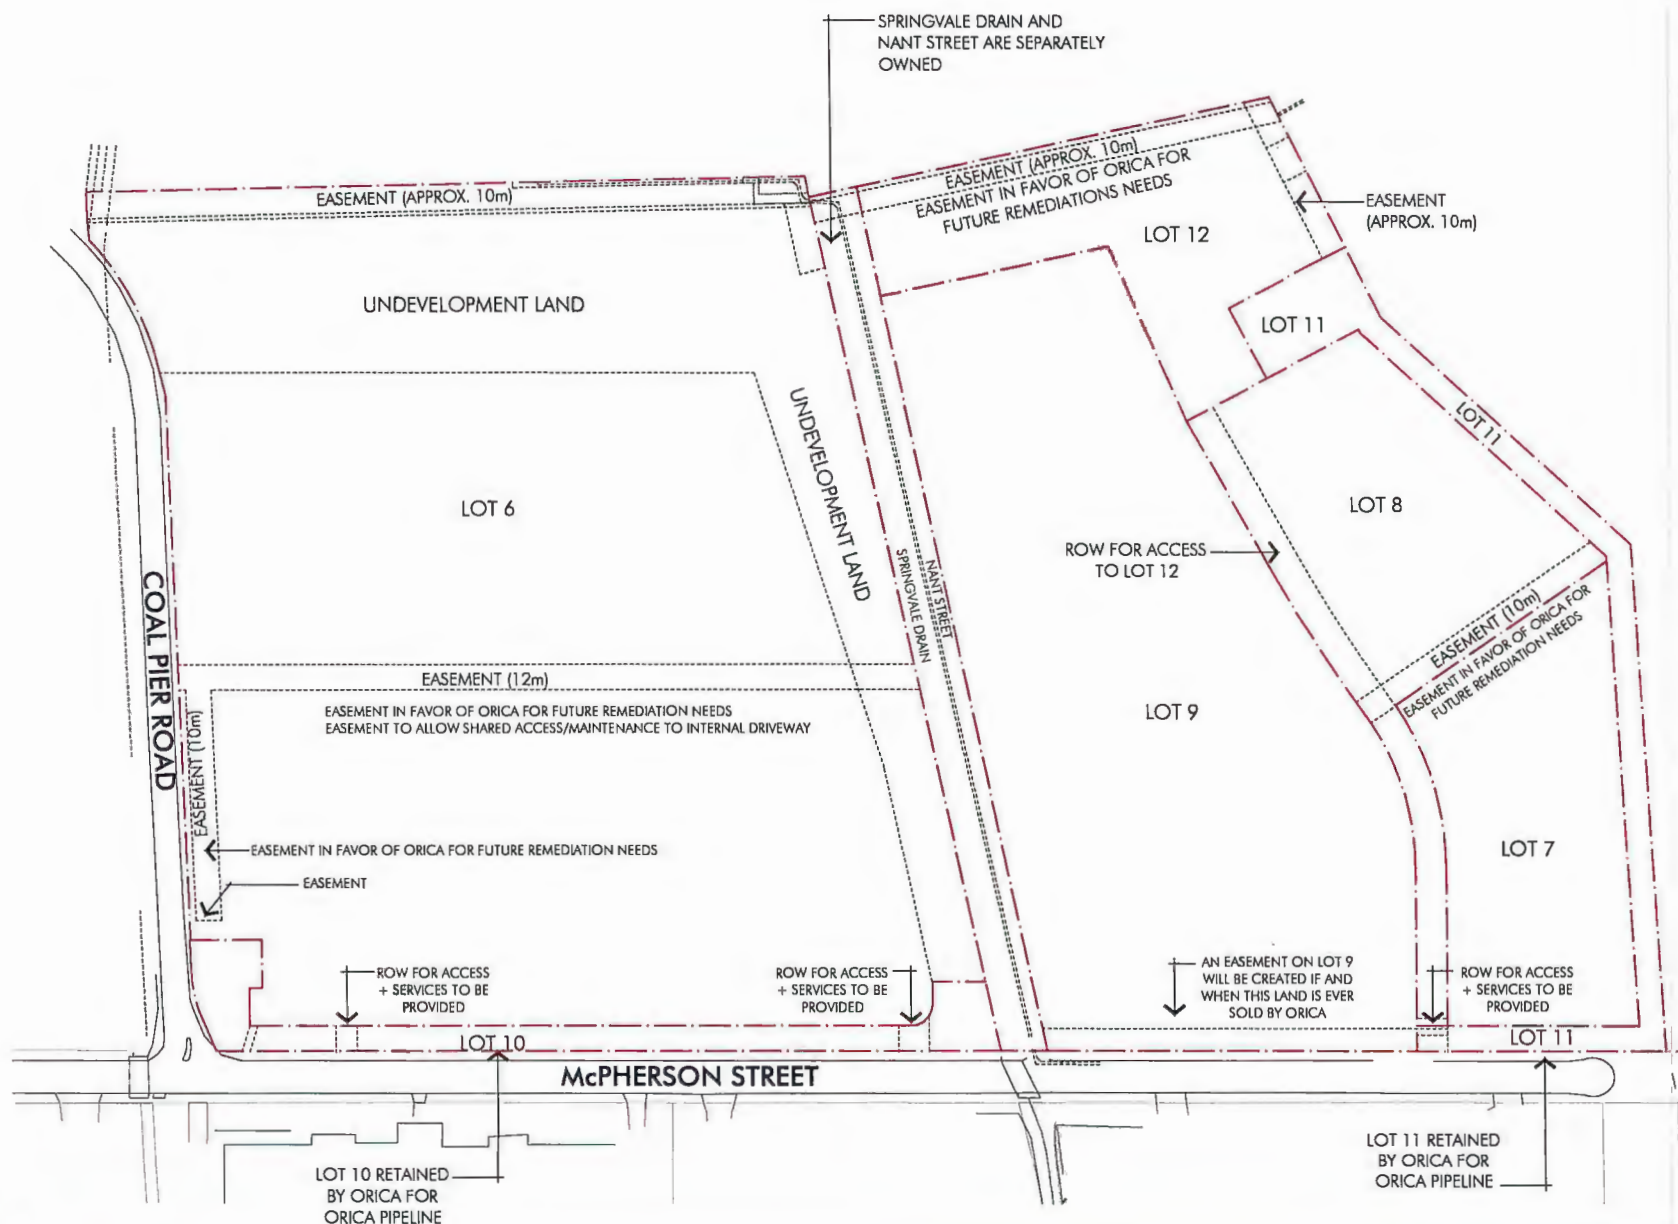 SPRINGVALE DRAIN AND
NANT STREET ARE SEPARATELY
OWNED
EASEMENT (APPROX. 10m)
EASEMENT (APPROX. 10m)
EASEMENT IN FAVOR OF ORICA FOR
FUTURE REMEDIATIONS NEEDS
EASEMENT
(APPROX. 10m)
LOT 12
UNDEVELOPMENT LAND
LOT 11
UNDEVELOPMENT LAND
LOT 11
LOT 6
LOT 8
ROW FOR ACCESS
TO LOT 12
COAL PIER ROAD
SPRINGVALE DRAIN
NANT STREET
EASEMENT (10m)
EASEMENT IN FAVOR OF ORICA FOR
FUTURE REMEDIATION NEEDS
EASEMENT (12m)
EASEMENT IN FAVOR OF ORICA FOR FUTURE REMEDIATION NEEDS
EASEMENT TO ALLOW SHARED ACCESS/MAINTENANCE TO INTERNAL DRIVEWAY
LOT 9
EASEMENT (10m)
EASEMENT IN FAVOR OF ORICA FOR FUTURE REMEDIATION NEEDS
LOT 7
EASEMENT
ROW FOR ACCESS
+ SERVICES TO BE
PROVIDED
ROW FOR ACCESS
+ SERVICES TO BE
PROVIDED
AN EASEMENT ON LOT 9
WILL BE CREATED IF AND
WHEN THIS LAND IS EVER
SOLD BY ORICA
ROW FOR ACCESS
+ SERVICES TO BE
PROVIDED
LOT 10
LOT 11
McPHERSON STREET
LOT 10 RETAINED
BY ORICA FOR
ORICA PIPELINE
LOT 11 RETAINED
BY ORICA FOR
ORICA PIPELINE